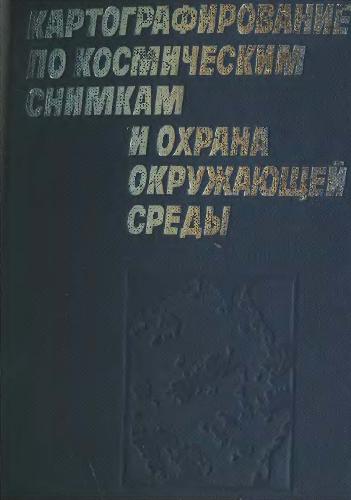 КАРТОГРАФИРОВАНИЕ
ПО КОСМИЧЕСКИМ
СНИМКАМ
И ОХРАНА
ОКРУЖАЮЩЕЙ
СРЕДЫ